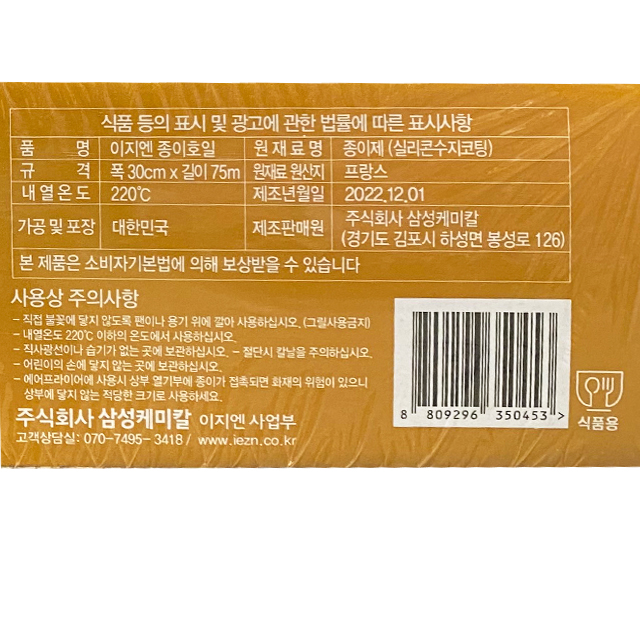 식품 등의 표시 및 광고에 관한 법률에 따른 표시사항
품 명 이지엔 종이호일 원 재 료 명 종이제 (실리콘수지코팅)
규 격 폭 30cm x 길이 75m 원재료 원산지 프랑스
내 열 온 도 220℃ 제조년월일 2022.12.01
가공 및 포장 대한민국 제조판매원 주식회사 삼성케미칼
(경기도 김포시 하성면 봉성로 126)
본 제품은 소비자기본법에 의해 보상받을 수 있습니다
사용상 주의사항
- 직접 불꽃에 닿지 않도록 팬이나 용기 위에 깔아 사용하십시오. (그릴사용금지)
- 내열온도 220℃ 이하의 온도에서 사용하십시오.
- 직사광선이나 습기가 없는 곳에 보관하십시오. - 절단시 칼날을 주의하십시오.
- 어린이의 손에 닿지 않는 곳에 보관하십시오.
- 에어프라이어에 사용시 상부 열기부에 종이가 접촉되면 화재의 위험이 있으니
상부에 닿지 않는 적당한 크기로 사용하세요.
주식회사 삼성케미칼 이지엔 사업부
고객상담실: 070-7495-3418 / www.iezn.co.kr
8 809296 350453 >
식품용